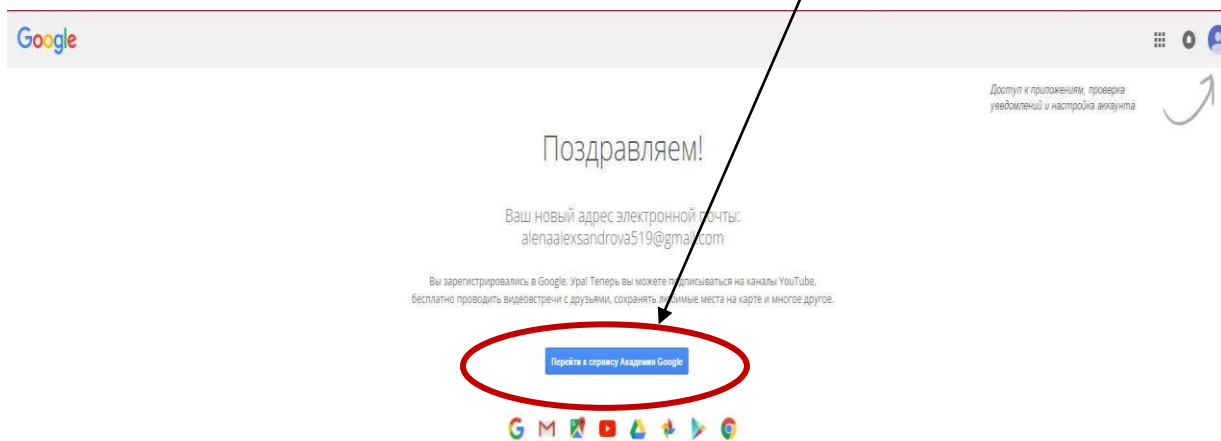 Google
Доступ к приложениям, проверка
уведомлений и настройка аккаунта
Поздравляем!
Ваш новый адрес электронной почты:
alenaalexsandrova519@gmail.com
Вы зарегистрировались в Google. Ура! Теперь вы можете подписываться на каналы YouTube,
бесплатно проводить видеовстречи с друзьями, сохранять любимые места на карте и многое другое.
Перейти к сервису Академия Google